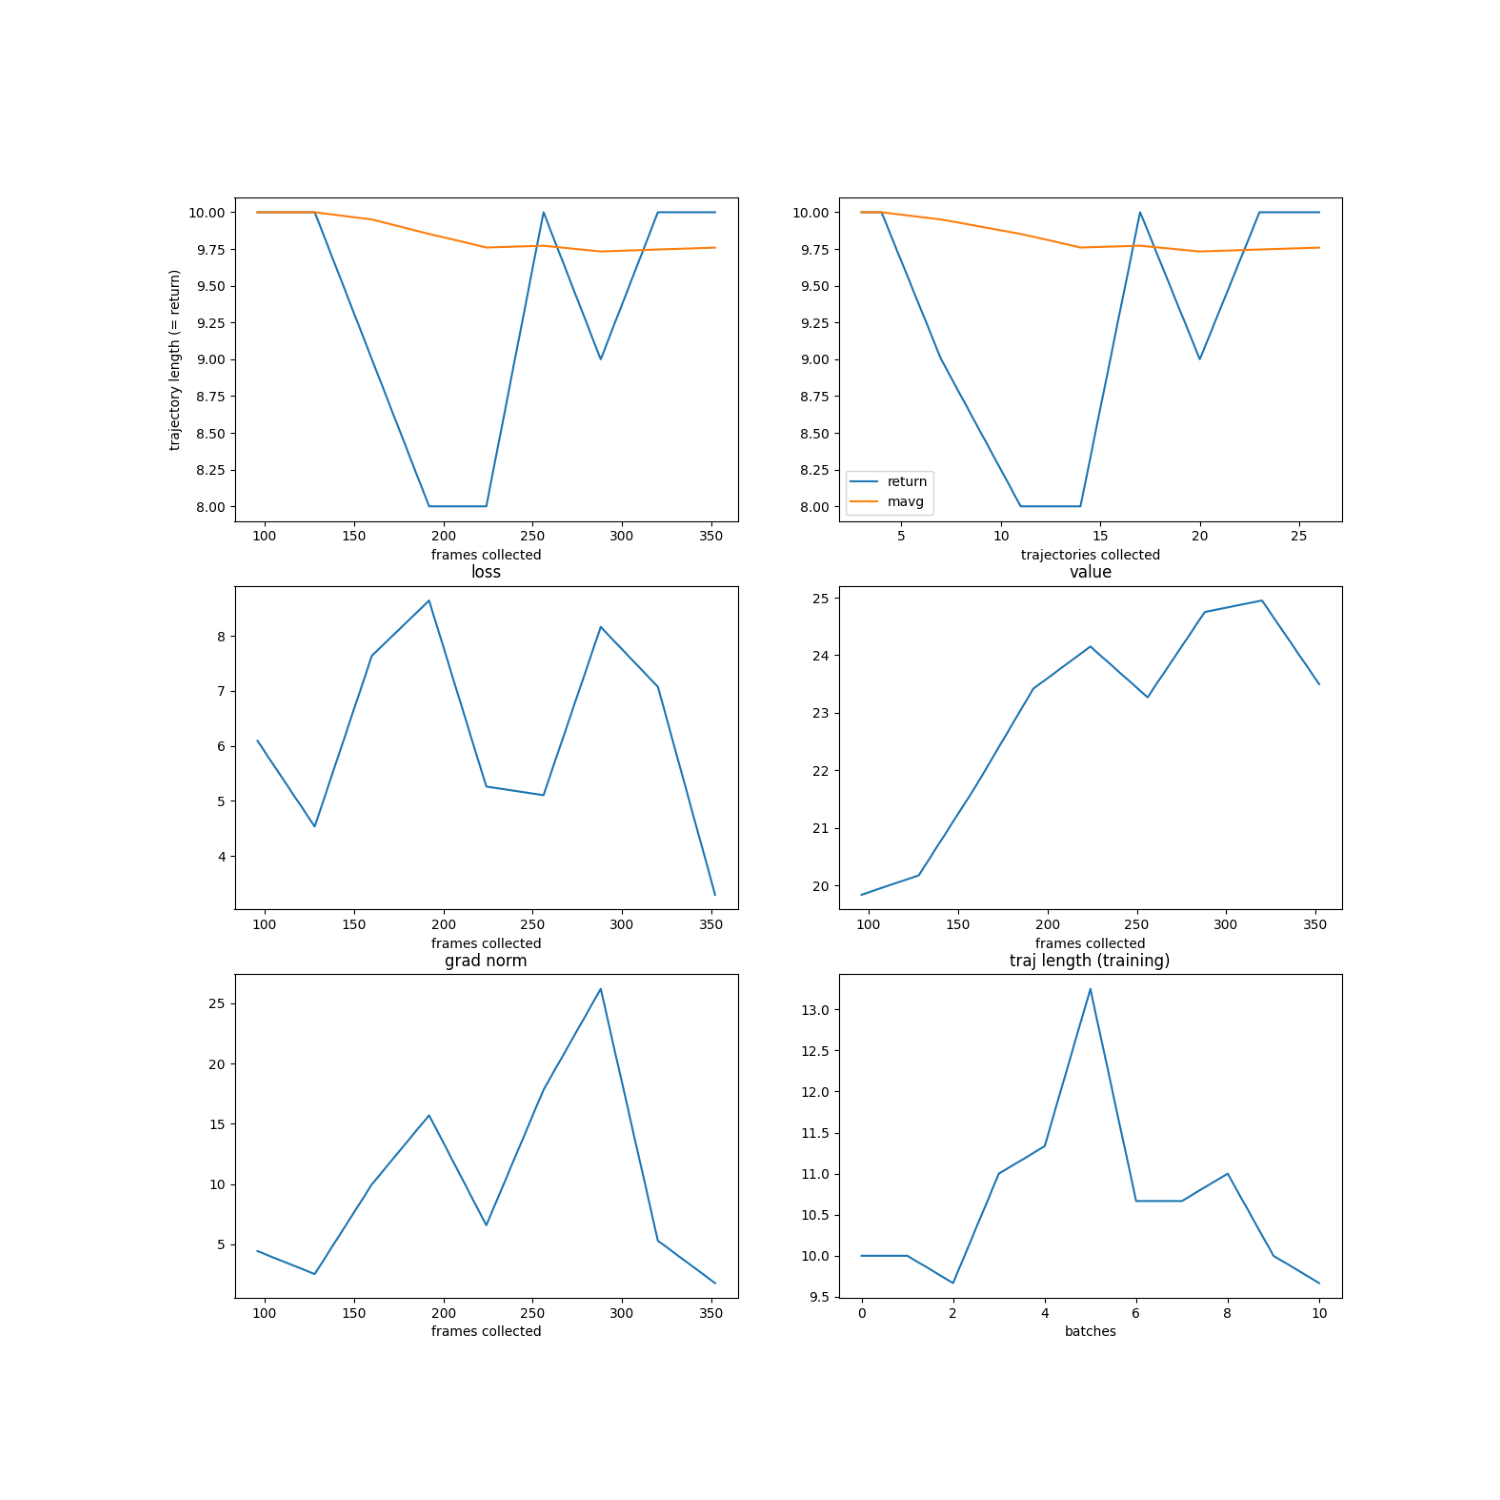 10.00
9.75
9.50
9.25
9.00
8.75
8.50
8.25
8.00
trajectory length (= return)
100 150 200 250 300 350
frames collected
10.00
9.75
9.50
9.25
9.00
8.75
8.50
8.25
8.00
return
mavg
5 10 15 20 25
trajectories collected
loss
8
7
6
5
4
100 150 200 250 300 350
frames collected
value
25
24
23
22
21
20
100 150 200 250 300 350
frames collected
grad norm
25
20
15
10
5
100 150 200 250 300 350
frames collected
traj length (training)
13.0
12.5
12.0
11.5
11.0
10.5
10.0
9.5
0 2 4 6 8 10
batches